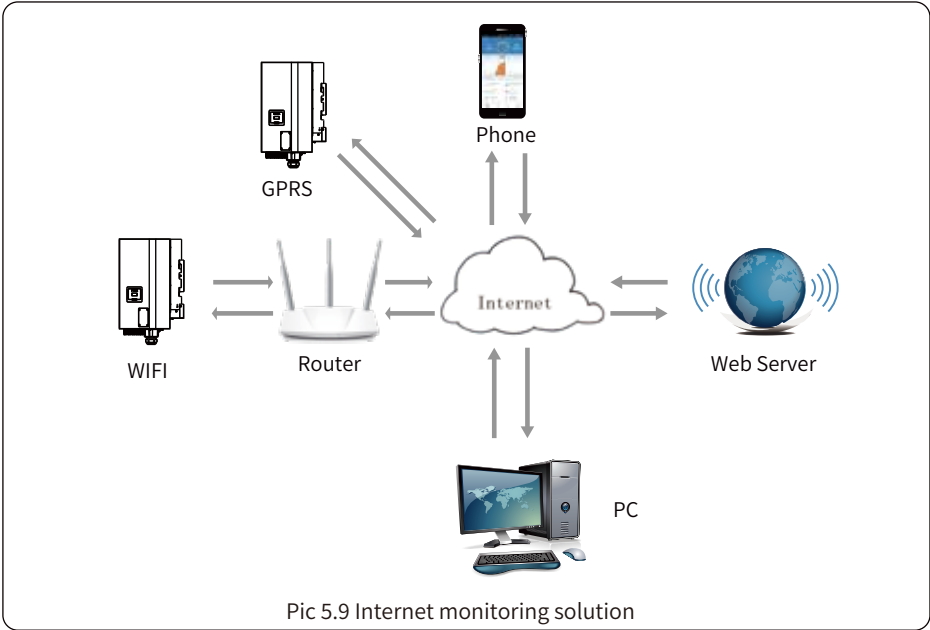 Phone
GPRS
Internet
WIFI
Router
Web Server
PC
Pic 5.9 Internet monitoring solution